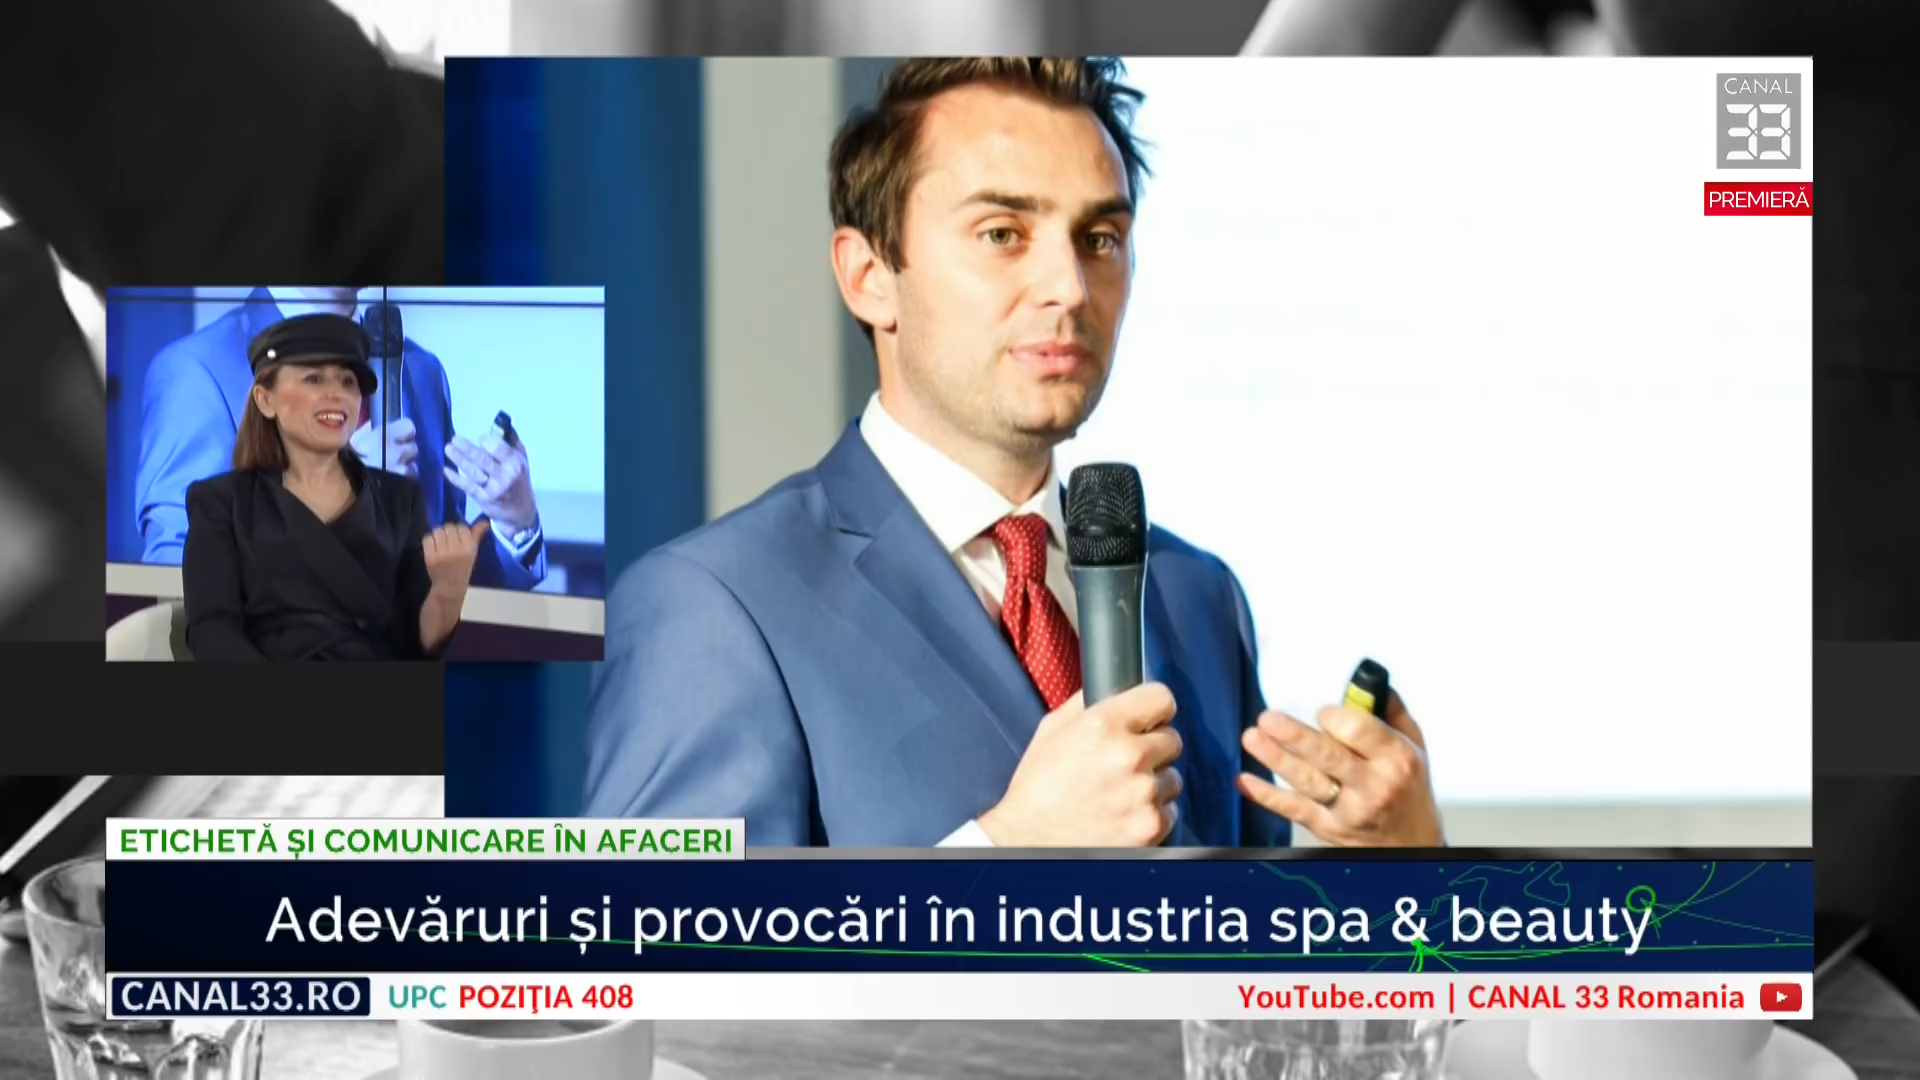 CANAL
33
PREMIERĂ
ETICHETĂ ȘI COMUNICARE ÎN AFACERI
Adevăruri și provocări în industria spa & beauty
CANAL33.RO UPC POZIŢIA 408 YouTube.com | CANAL 33 Romania